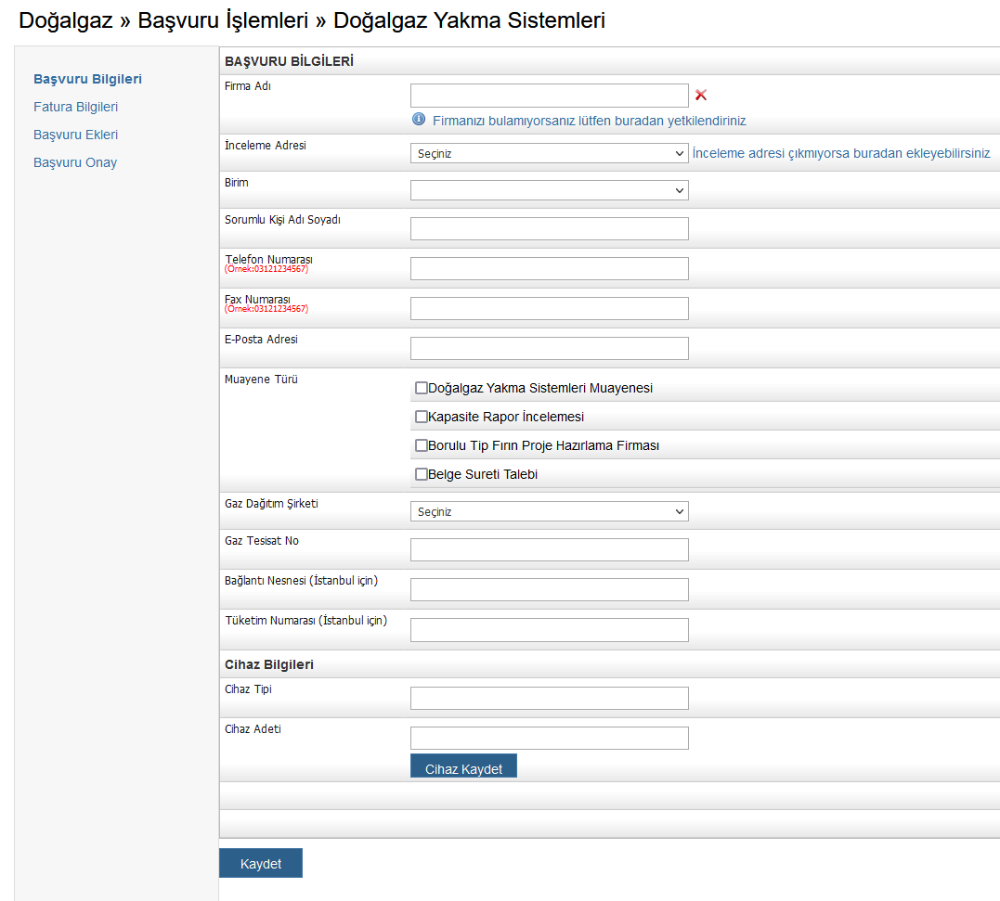 Doğalgaz » Başvuru İşlemleri » Doğalgaz Yakma Sistemleri
Başvuru Bilgileri
Fatura Bilgileri
Başvuru Ekleri
Başvuru Onay
BAŞVURU BİLGİLERİ
Firma Adı
Firmanızı bulamıyorsanız lütfen buradan yetkilendiriniz
İnceleme Adresi
Seçiniz İnceleme adresi çıkmıyorsa buradan ekleyebilirsiniz
Birim
Sorumlu Kişi Adı Soyadı
Telefon Numarası
(Örnek:03121234567)
Fax Numarası
(Örnek:03121234567)
E-Posta Adresi
Muayene Türü
Doğalgaz Yakma Sistemleri Muayenesi
Kapasite Rapor İncelemesi
Borulu Tip Fırın Proje Hazırlama Firması
Belge Sureti Talebi
Gaz Dağıtım Şirketi
Seçiniz
Gaz Tesisat No
Bağlantı Nesnesi (İstanbul için)
Tüketim Numarası (İstanbul için)
Cihaz Bilgileri
Cihaz Tipi
Cihaz Adeti
Cihaz Kaydet
Kaydet